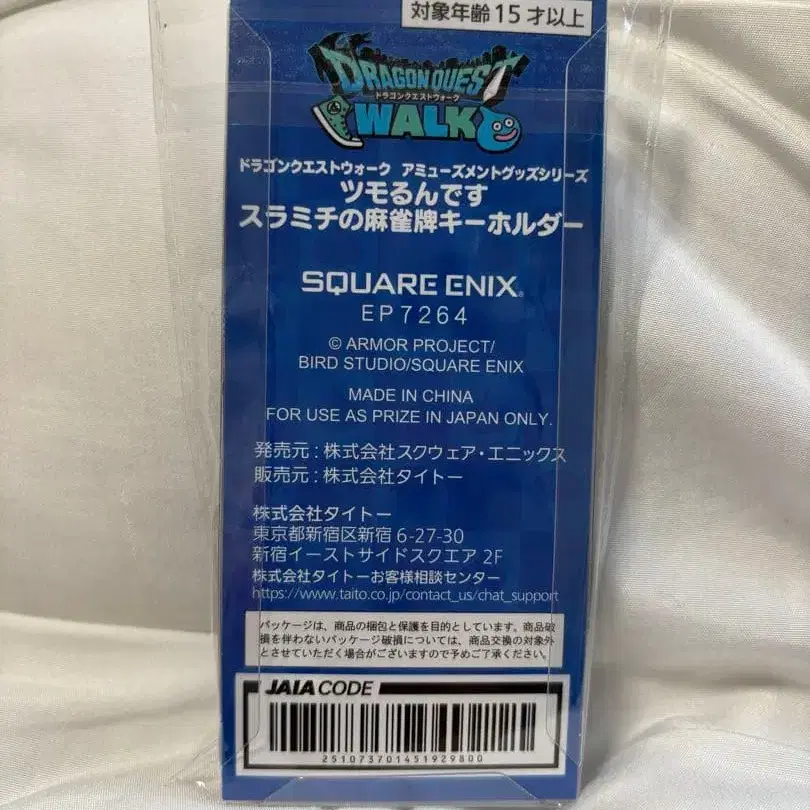 対象年齢15才以上
DRAGON QUEST
ドラゴンクエストウォーク
WALK
ドラゴンクエストウォーク アミューズメントグッズシリーズ
ツモるんです
スラミチの麻雀牌キーホルダー
SQUARE ENIX®
EP7264
© ARMOR PROJECT/
BIRD STUDIO/SQUARE ENIX
MADE IN CHINA
FOR USE AS PRIZE IN JAPAN ONLY.
発売元:株式会社スクウェア・エニックス
販売元:株式会社タイトー
株式会社タイトー
東京都新宿区新宿 6-27-30
新宿イーストサイドスクエア 2F
株式会社タイトーお客様相談センター
https://www.taito.co.jp/contact_us/chat_support
パッケージは、商品の梱包と保護を目的としています。商品破
損を伴わないパッケージ破損については、商品交換の対象外
とさせていただく場合がございますので予めご了承ください。
JAIA CODE
251073701451929800